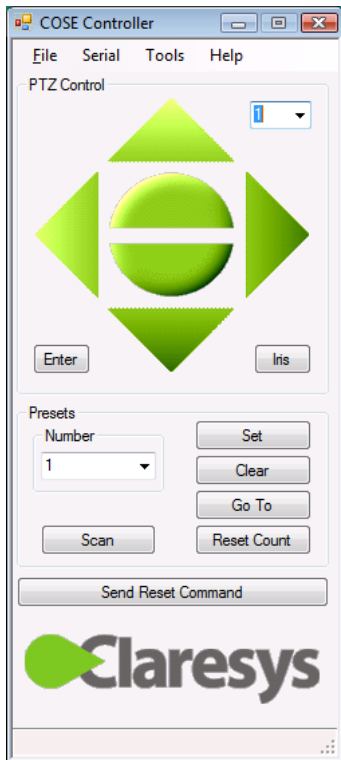 COSE Controller
File Serial Tools Help
PTZ Control
1
Enter
Iris
Presets
Number
1
Set
Clear
Go To
Scan
Reset Count
Send Reset Command
Claresys